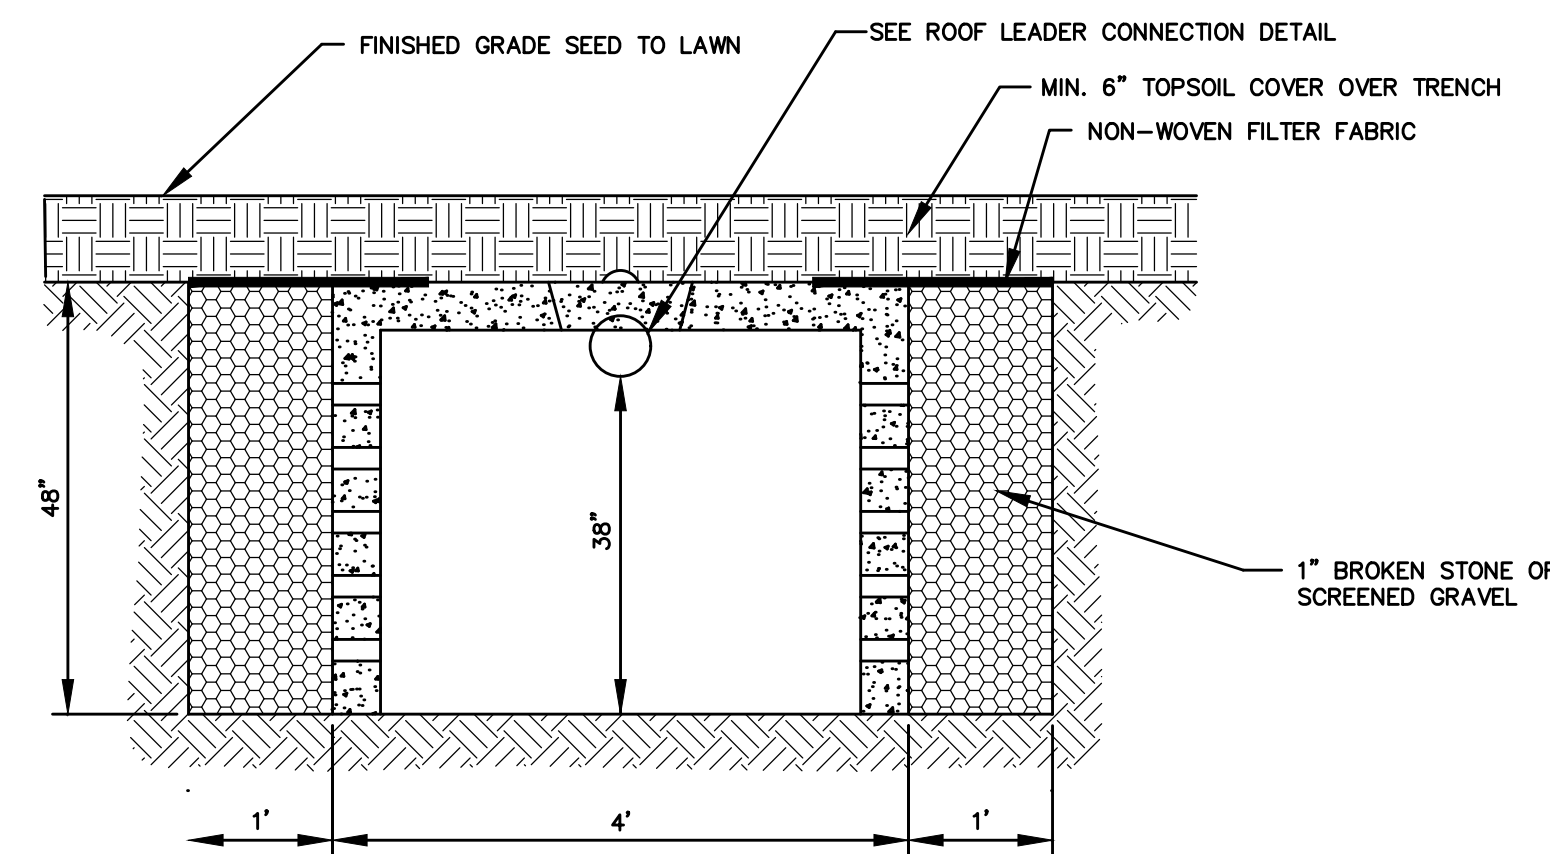 FINISHED GRADE SEED TO LAWN
SEE ROOF LEADER CONNECTION DETAIL
MIN. 6" TOPSOIL COVER OVER TRENCH
NON-WOVEN FILTER FABRIC
48"
38"
1" BROKEN STONE
SCREENED GRAVEL
1'
4'
1'